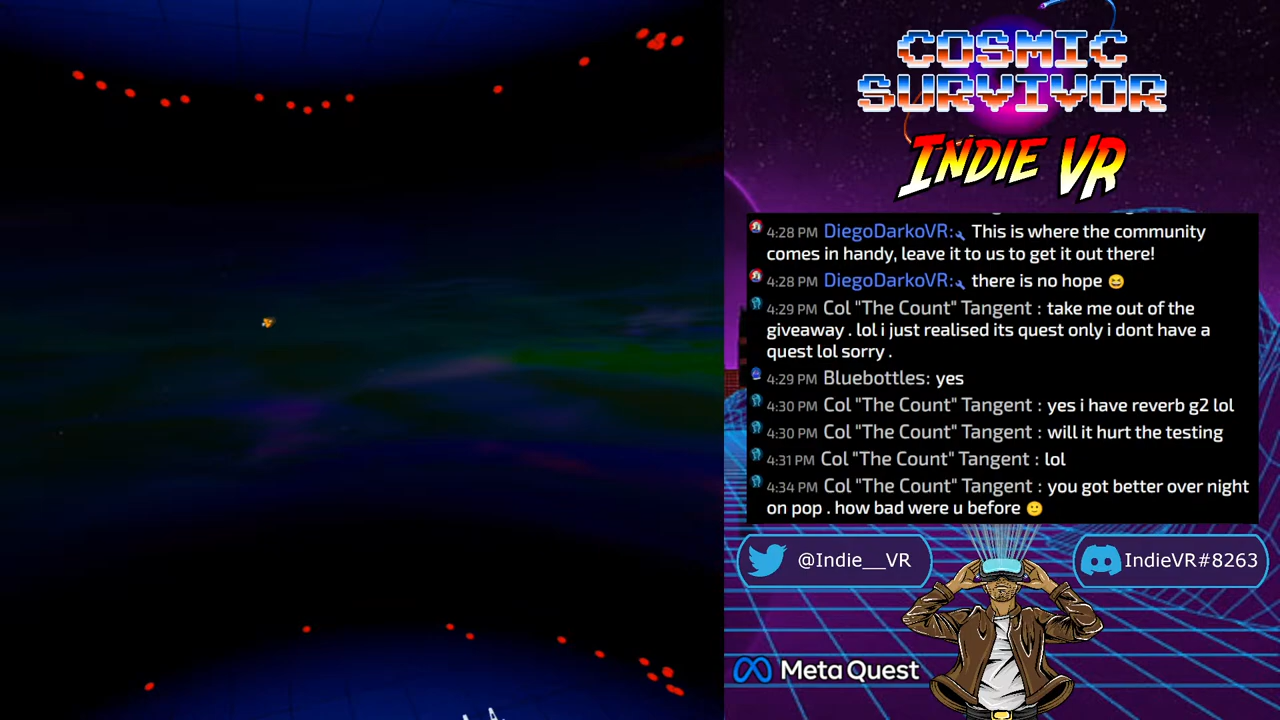 COSMIC
SURVIVOR
INDIE VR
4:28 PM DiegoDarkoVR: This is where the community
comes in handy, leave it to us to get it out there!
4:28 PM DiegoDarkoVR: there is no hope 😆
4:29 PM Col "The Count" Tangent : take me out of the
giveaway . lol i just realised its quest only i dont have a
quest lol sorry .
4:29 PM Bluebottles: yes
4:30 PM Col "The Count" Tangent : yes i have reverb g2 lol
4:30 PM Col "The Count" Tangent : will it hurt the testing
4:31 PM Col "The Count" Tangent : lol
4:34 PM Col "The Count" Tangent : you got better over night
on pop . how bad were u before 🙂
@Indie__VR
IndieVR#8263
Meta Quest